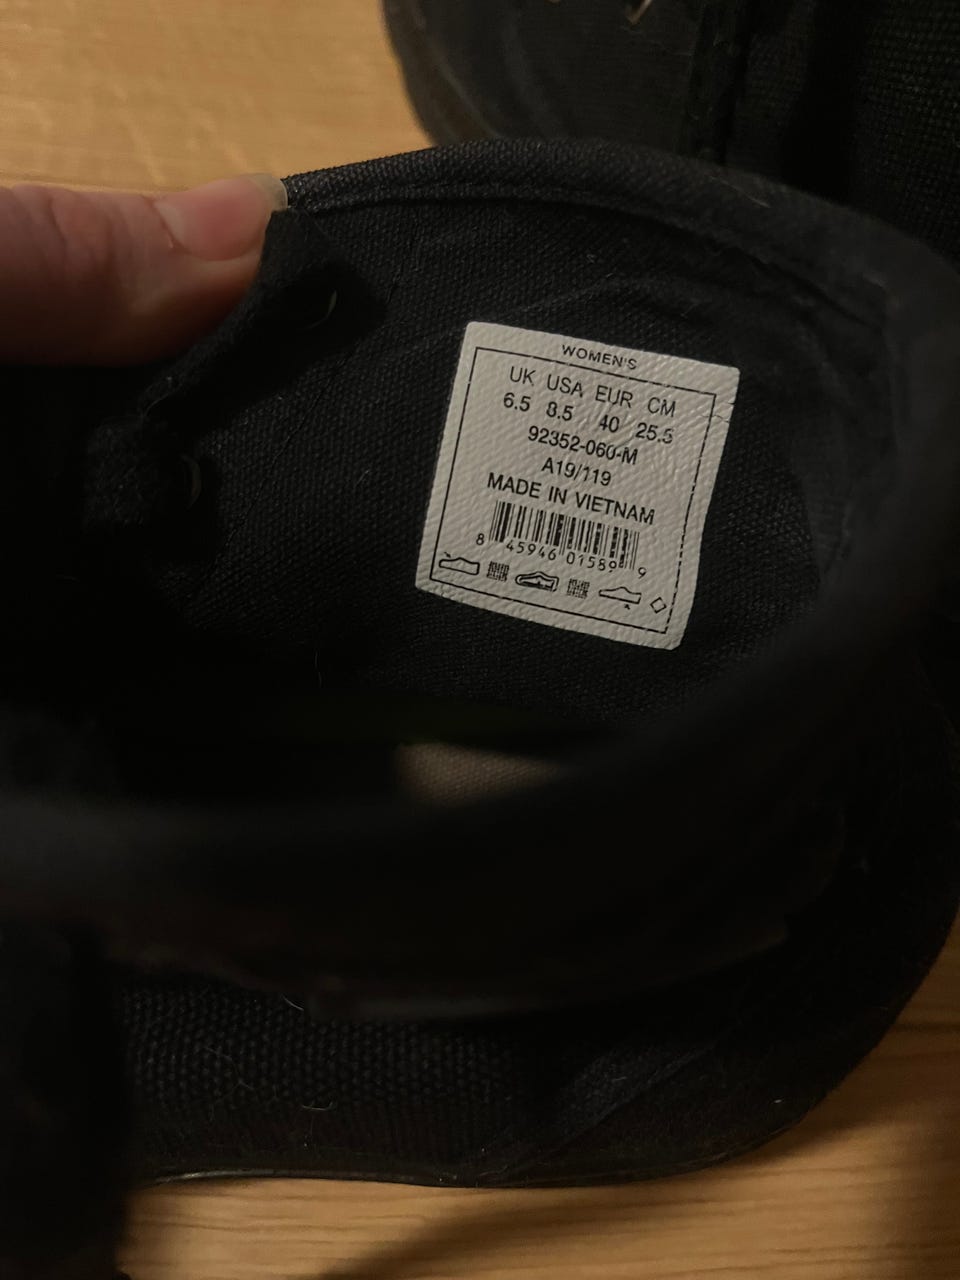 WOMEN'S
UK USA EUR CM
6.5 8.5 40 25.5
92352-060-M
A19/119
MADE IN VIETNAM
8 45946 01589 9